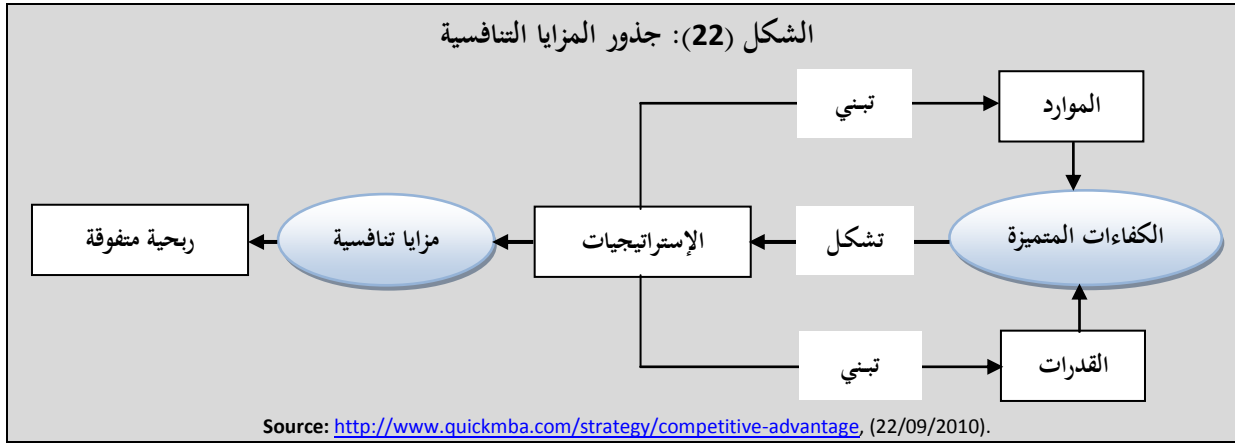 الشكل (22): جذور المزايا التنافسية
الموارد
تبني
الكفاءات المتميزة
تشكل
الإستراتيجيات
مزايا تنافسية
ربحية متفوقة
القدرات
تبني
Source: http://www.quickmba.com/strategy/competitive-advantage, (22/09/2010).